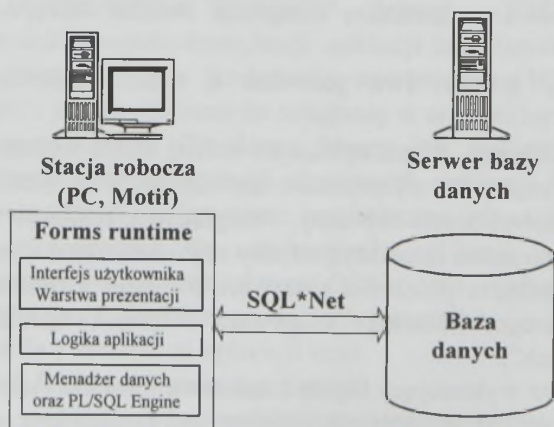 Stacja robocza
(PC, Motif)
Serwer bazy
danych
Forms runtime
Interfejs użytkownika
Warstwa prezentacji
Logika aplikacji
Menadżer danych
oraz PL/SQL Engine
SQL*Net
Baza
danych